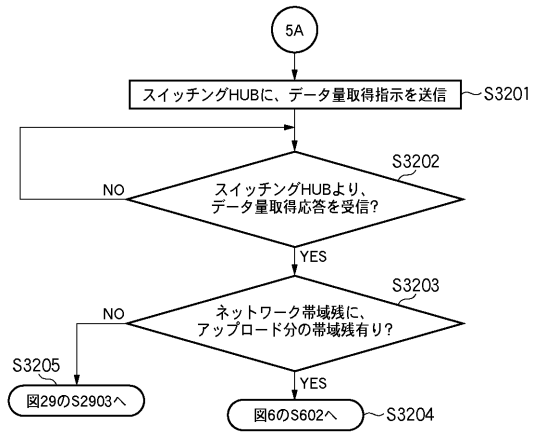 5A
スイッチングHUBに、データ量取得指示を送信
S3201
S3202
スイッチングHUBより、
データ量取得応答を受信?
NO
YES
S3203
ネットワーク帯域残に、
アップロード分の帯域残有り?
NO
YES
S3205
図29のS2903へ
図6のS602へ
S3204